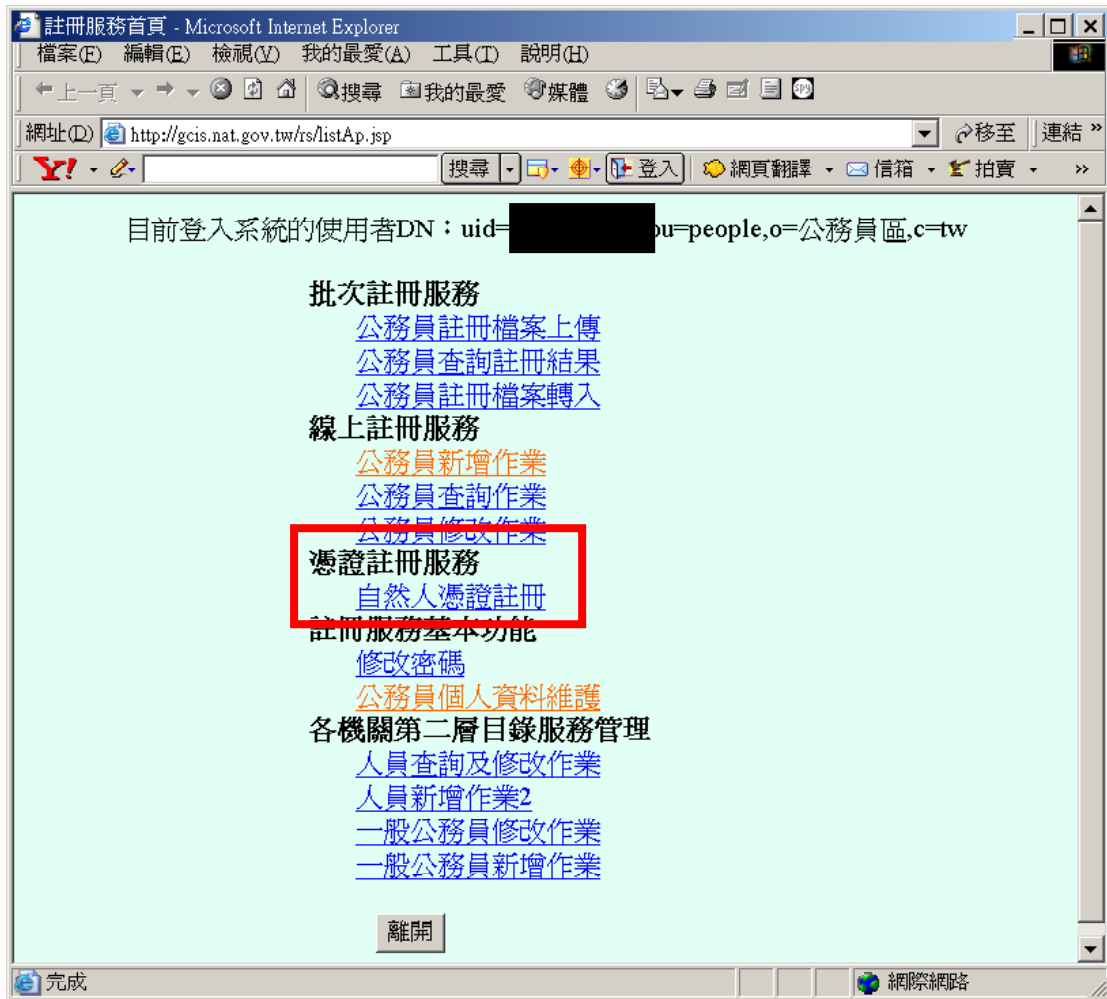 註冊服務首頁 - Microsoft Internet Explorer
檔案(F) 編輯(E) 檢視(V) 我的最愛(A) 工具(T) 說明(H)
上一頁 搜尋 我的最愛 媒體
網址(D) http://gcis.nat.gov.tw/rs/listAp.jsp 移至 連結 »
Y! 搜尋 登入 網頁翻譯 信箱 拍賣 »
目前登入系統的使用者DN：uid= ou=people,o=公務員區,c=tw
批次註冊服務
公務員註冊檔案上傳
公務員查詢註冊結果
公務員註冊檔案轉入
線上註冊服務
公務員新增作業
公務員查詢作業
公務員修改作業
憑證註冊服務
自然人憑證註冊
註冊服務基本功能
修改密碼
公務員個人資料維護
各機關第二層目錄服務管理
人員查詢及修改作業
人員新增作業2
一般公務員修改作業
一般公務員新增作業
離開
完成 網際網路